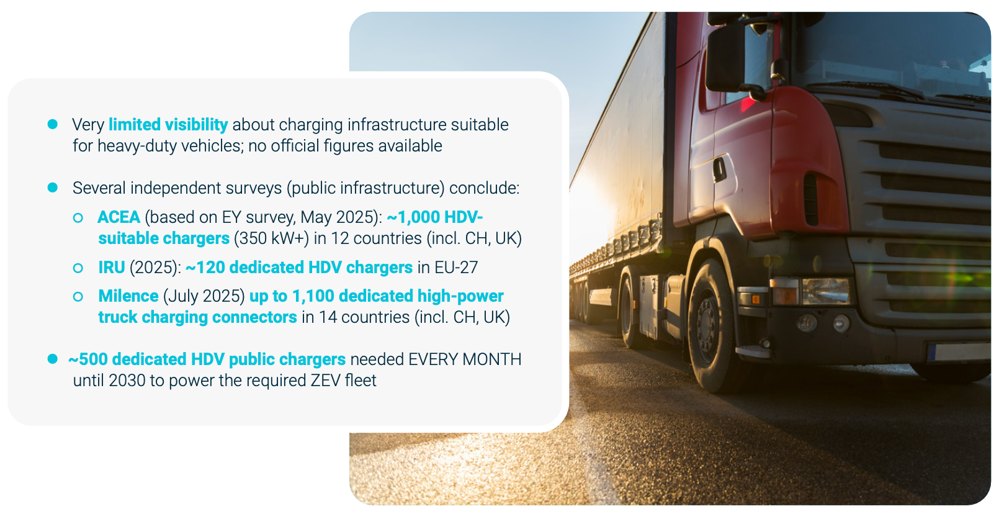 Very limited visibility about charging infrastructure suitable
for heavy-duty vehicles; no official figures available
Several independent surveys (public infrastructure) conclude:
ACEA (based on EY survey, May 2025): ~1,000 HDV-
suitable chargers (350 kW+) in 12 countries (incl. CH, UK)
IRU (2025): ~120 dedicated HDV chargers in EU-27
Milence (July 2025) up to 1,100 dedicated high-power
truck charging connectors in 14 countries (incl. CH, UK)
~500 dedicated HDV public chargers needed EVERY MONTH
until 2030 to power the required ZEV fleet